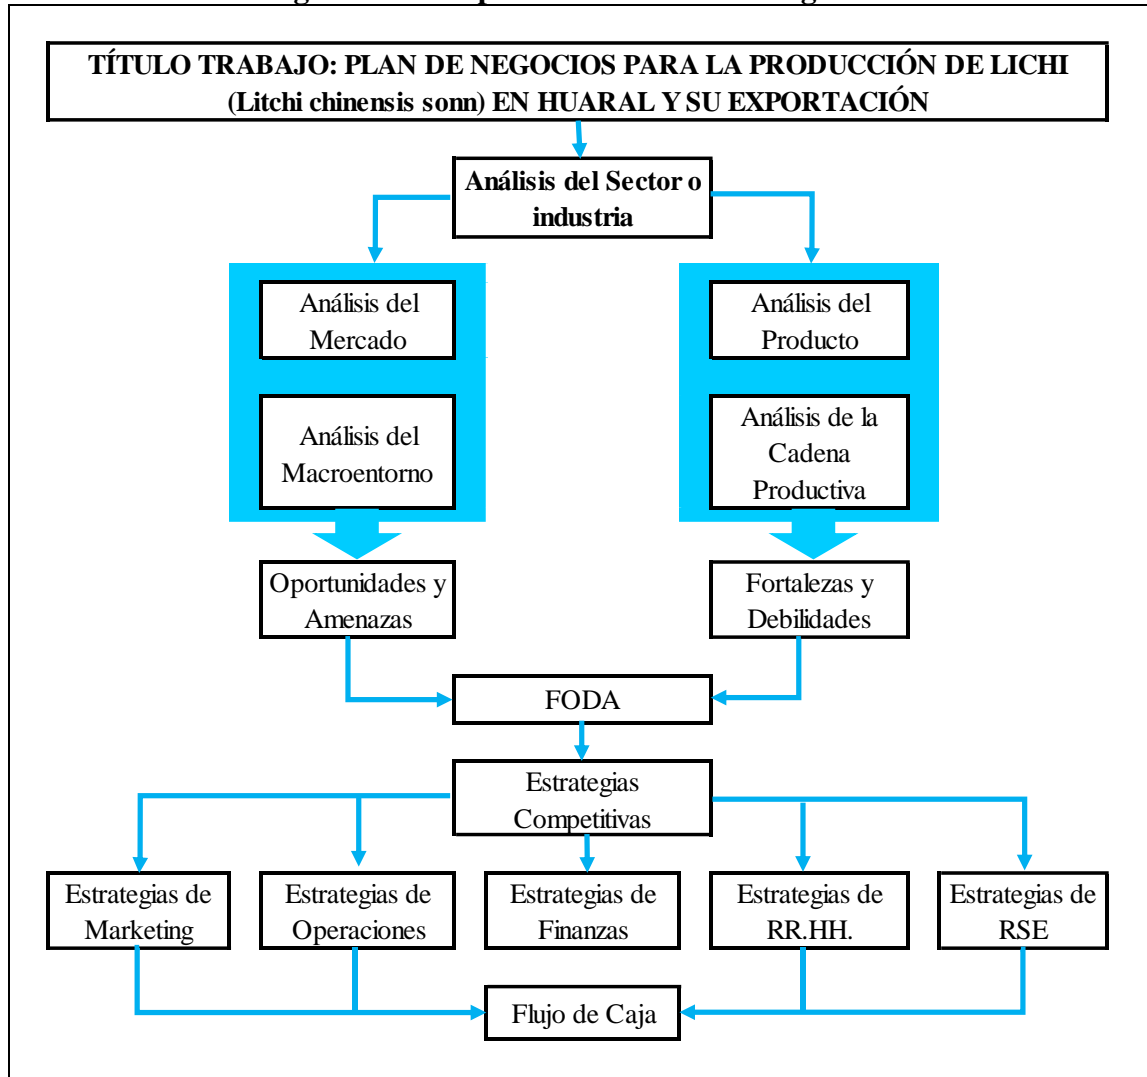 TÍTULO TRABAJO: PLAN DE NEGOCIOS PARA LA PRODUCCIÓN DE LICHI
(Litchi chinensis sonn) EN HUARAL Y SU EXPORTACIÓN
Análisis del Sector o
industria
Análisis del
Mercado
Análisis del
Producto
Análisis del
Macroentorno
Análisis de la
Cadena
Productiva
Oportunidades y
Amenazas
Fortalezas y
Debilidades
FODA
Estrategias
Competitivas
Estrategias de
Marketing
Estrategias de
Operaciones
Estrategias de
Finanzas
Estrategias de
RR.HH.
Estrategias de
RSE
Flujo de Caja